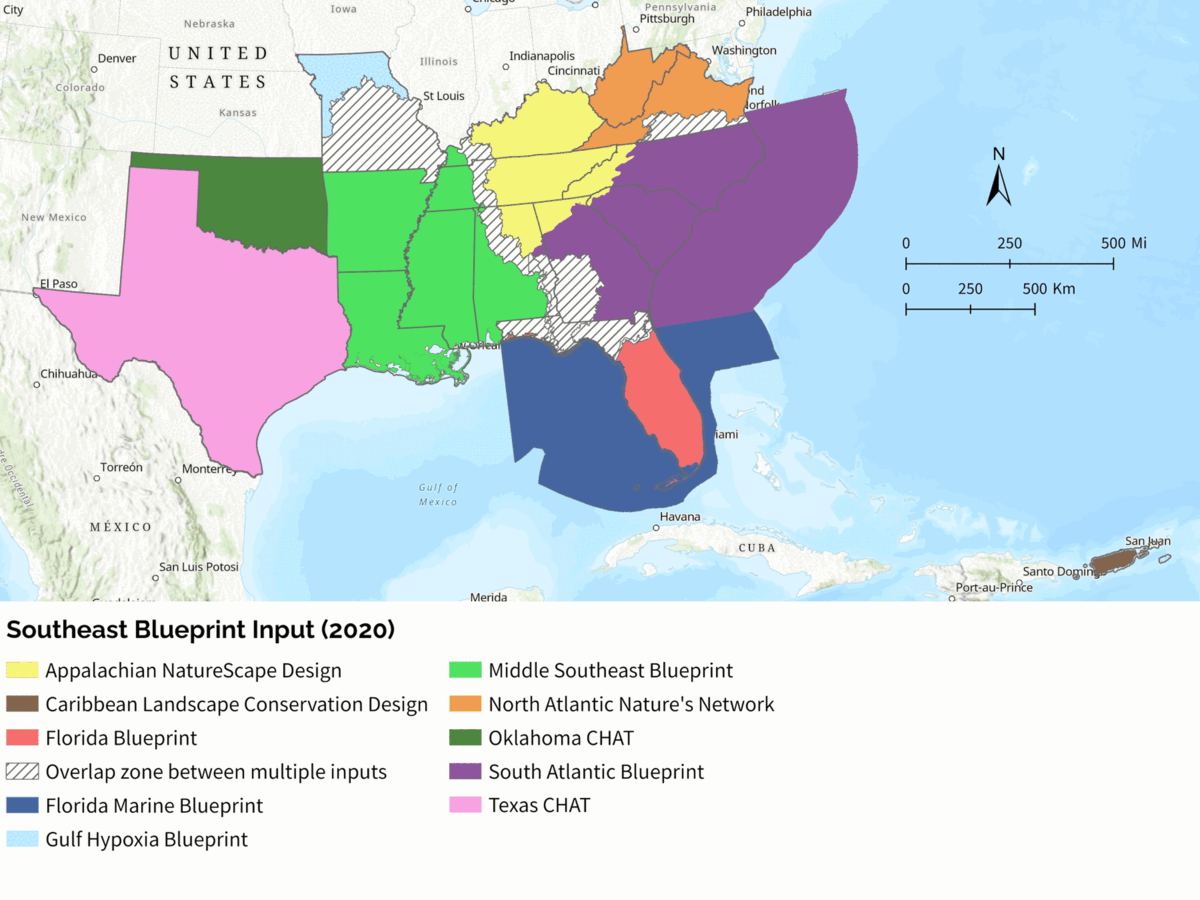 City
Chicago
Iowa
Nebraska
Pennsylvania
Pittsburgh
Philadelphia
UNITED
STATES
Denver
Colorado
Illinois
Indianapolis
Cincinnati
Washington
Kansas
St Louis
ond
Norfolk
N
New Mexico
0 250 500 Mi
0 250 500 Km
El Paso
Chihuahua
w Orlean
iami
Torreón
Monterrey
Gulf of
Mexico
Havana
MÉXICO
CUBA
San Juan
San Luis Potosi
Santo Doming
Port-au-Prince
Merida
Southeast Blueprint Input (2020)
Appalachian NatureScape Design
Caribbean Landscape Conservation Design
Florida Blueprint
Overlap zone between multiple inputs
Florida Marine Blueprint
Gulf Hypoxia Blueprint
Middle Southeast Blueprint
North Atlantic Nature's Network
Oklahoma CHAT
South Atlantic Blueprint
Texas CHAT